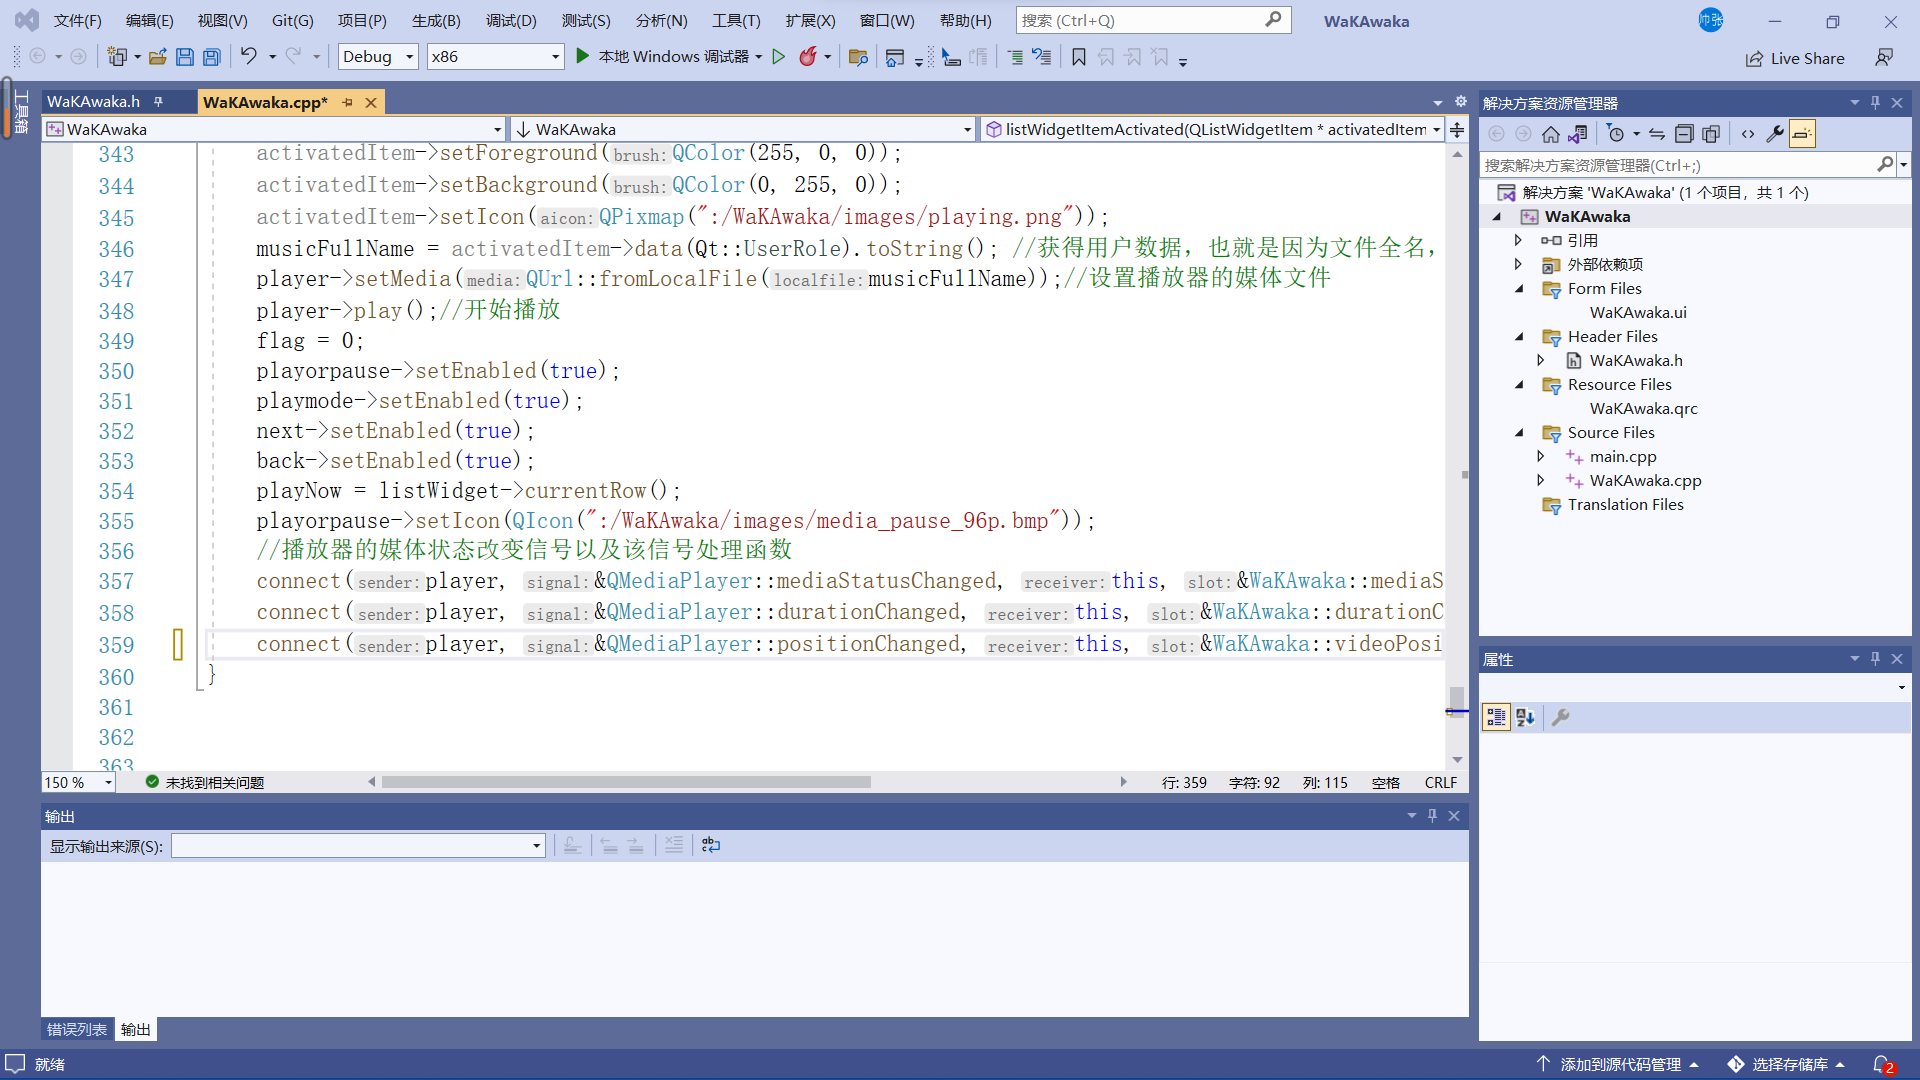 文件(F) 编辑(E) 视图(V) Git(G) 项目(P) 生成(B) 调试(D) 测试(S) 分析(N) 工具(T) 扩展(X) 窗口(W) 帮助(H) 搜索 (Ctrl+Q) WaKAwaka 帅张
Debug x86 本地 Windows 调试器 Live Share
工具箱
WaKAwaka.h WaKAwaka.cpp*
WaKAwaka WaKAwaka listWidgetItemActivated(QListWidgetItem * activatedItem
343 activatedItem->setForeground(brush:QColor(255, 0, 0));
344 activatedItem->setBackground(brush:QColor(0, 255, 0));
345 activatedItem->setIcon(aicon:QPixmap(":/WaKAwaka/images/playing.png"));
346 musicFullName = activatedItem->data(Qt::UserRole).toString(); //获得用户数据，也就是因为文件全名，
347 player->setMedia(media:QUrl::fromLocalFile(localfile:musicFullName));//设置播放器的媒体文件
348 player->play();//开始播放
349 flag = 0;
350 playorpause->setEnabled(true);
351 playmode->setEnabled(true);
352 next->setEnabled(true);
353 back->setEnabled(true);
354 playNow = listWidget->currentRow();
355 playorpause->setIcon(QIcon(":/WaKAwaka/images/media_pause_96p.bmp"));
356 //播放器的媒体状态改变信号以及该信号处理函数
357 connect(sender:player, signal:&QMediaPlayer::mediaStatusChanged, receiver:this, slot:&WaKAwaka::mediaS
358 connect(sender:player, signal:&QMediaPlayer::durationChanged, receiver:this, slot:&WaKAwaka::durationC
359 connect(sender:player, signal:&QMediaPlayer::positionChanged, receiver:this, slot:&WaKAwaka::videoPosi
360 }
361
362
363
150 % 未找到相关问题 行: 359 字符: 92 列: 115 空格 CRLF
输出
显示输出来源(S):
错误列表 输出
解决方案资源管理器
搜索解决方案资源管理器(Ctrl+;)
解决方案 'WaKAwaka' (1 个项目，共 1 个)
WaKAwaka
引用
外部依赖项
Form Files
WaKAwaka.ui
Header Files
WaKAwaka.h
Resource Files
WaKAwaka.qrc
Source Files
main.cpp
WaKAwaka.cpp
Translation Files
属性
就绪 添加到源代码管理 选择存储库 2